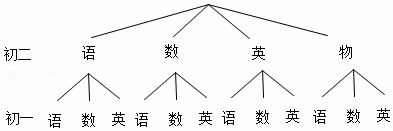 初二 语 数 英 物
初一 语 数 英 语 数 英 语 数 英 语 数 英